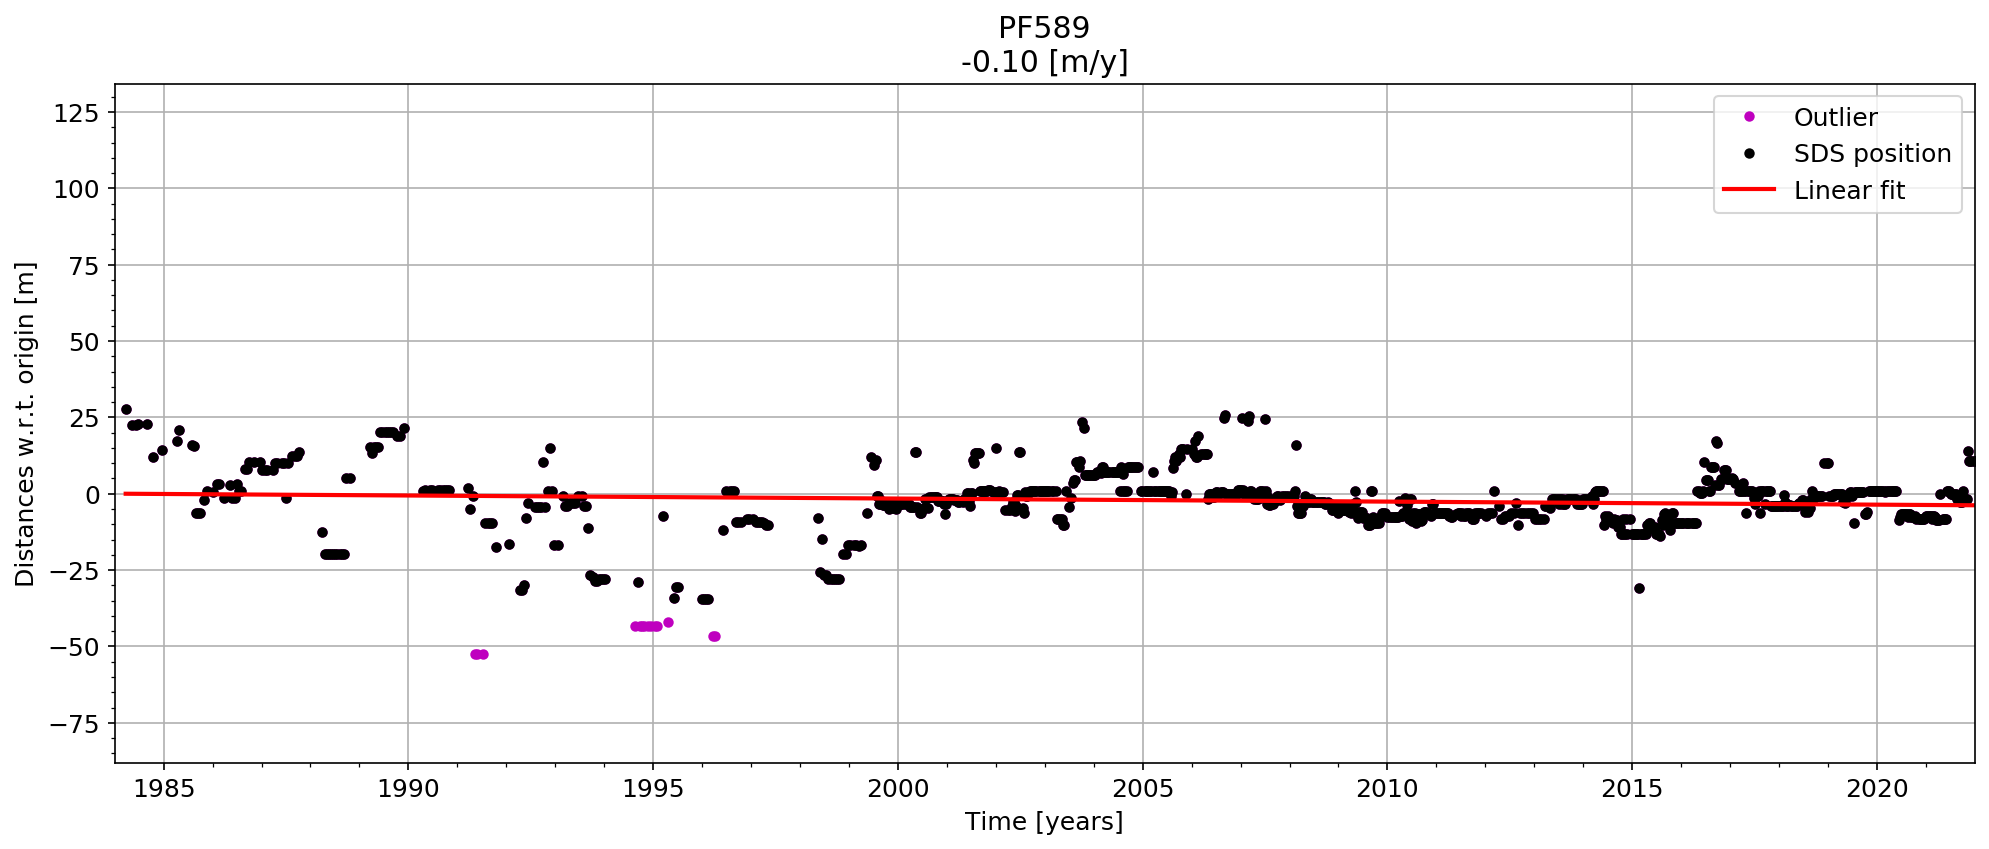 PF589
-0.10 [m/y]
Outlier
SDS position
Linear fit
125
100
75
50
25
0
−25
−50
−75
Distances w.r.t. origin [m]
1985 1990 1995 2000 2005 2010 2015 2020
Time [years]